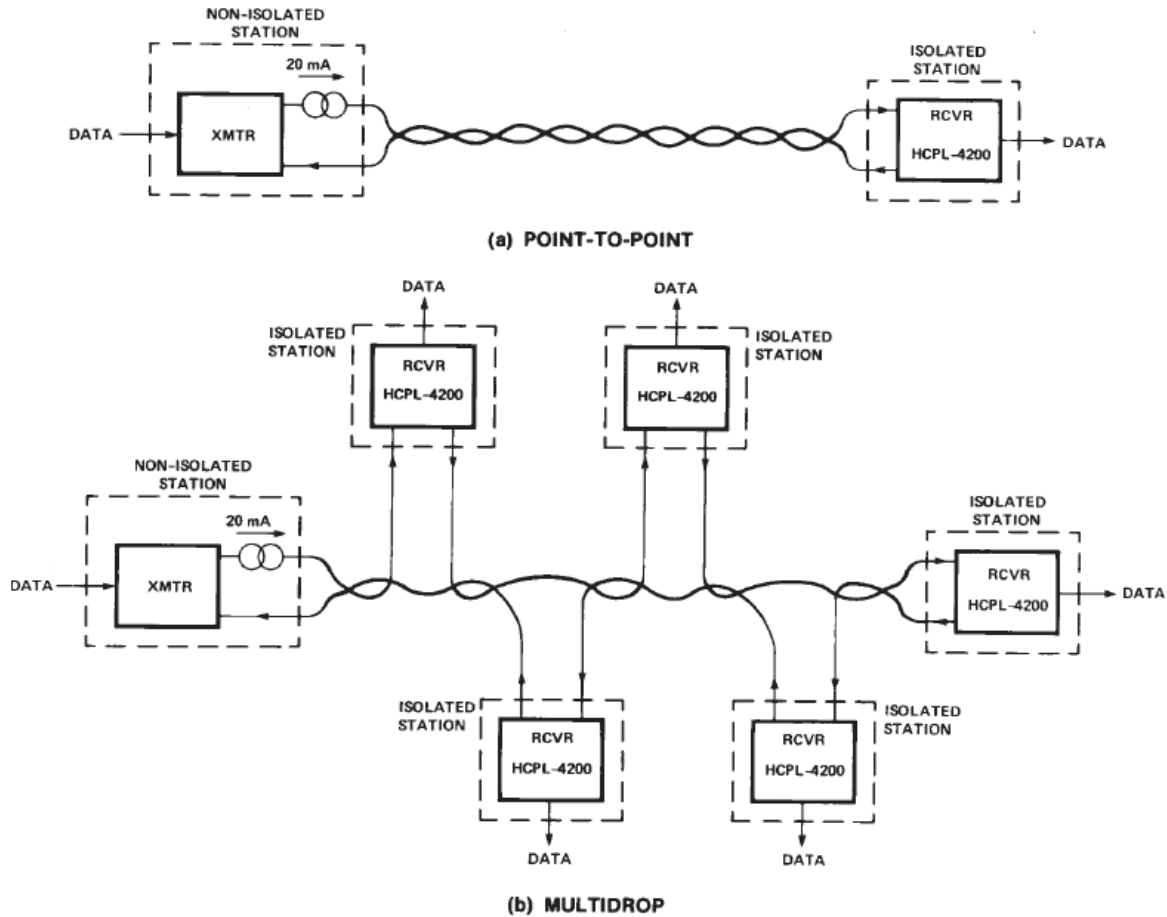 NON-ISOLATED
STATION
20 mA
DATA
XMTR
ISOLATED
STATION
RCVR
HCPL-4200
DATA
(a) POINT-TO-POINT
DATA
ISOLATED
STATION
RCVR
HCPL-4200
DATA
ISOLATED
STATION
RCVR
HCPL-4200
NON-ISOLATED
STATION
20 mA
DATA
XMTR
ISOLATED
STATION
RCVR
HCPL-4200
DATA
ISOLATED
STATION
RCVR
HCPL-4200
DATA
ISOLATED
STATION
RCVR
HCPL-4200
DATA
(b) MULTIDROP